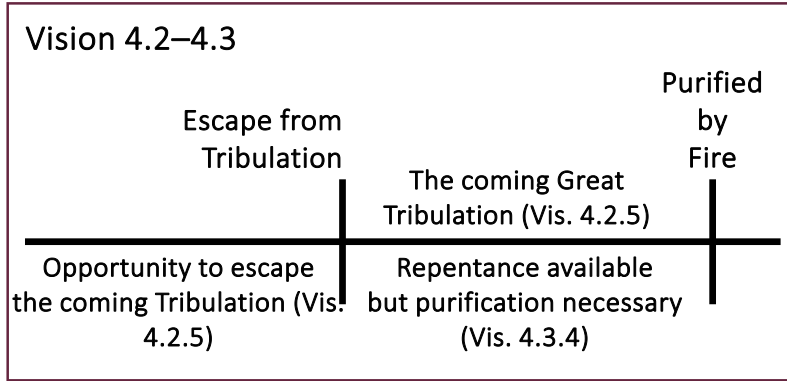 Vision 4.2–4.3
Escape from
Tribulation
Purified
by
Fire
The coming Great
Tribulation (Vis. 4.2.5)
Opportunity to escape
the coming Tribulation (Vis.
4.2.5)
Repentance available
but purification necessary
(Vis. 4.3.4)